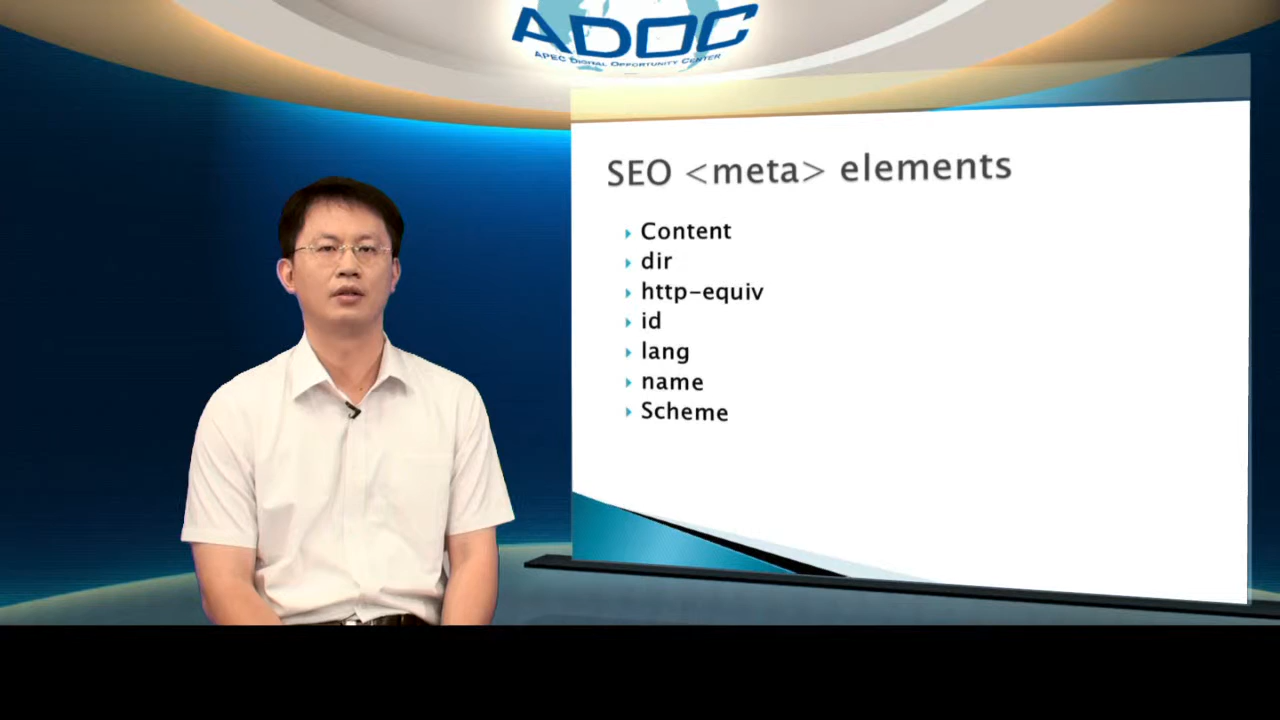 ADOC
APEC DIGITAL OPPORTUNITY CENTER
SEO <meta> elements
Content
dir
http-equiv
id
lang
name
Scheme